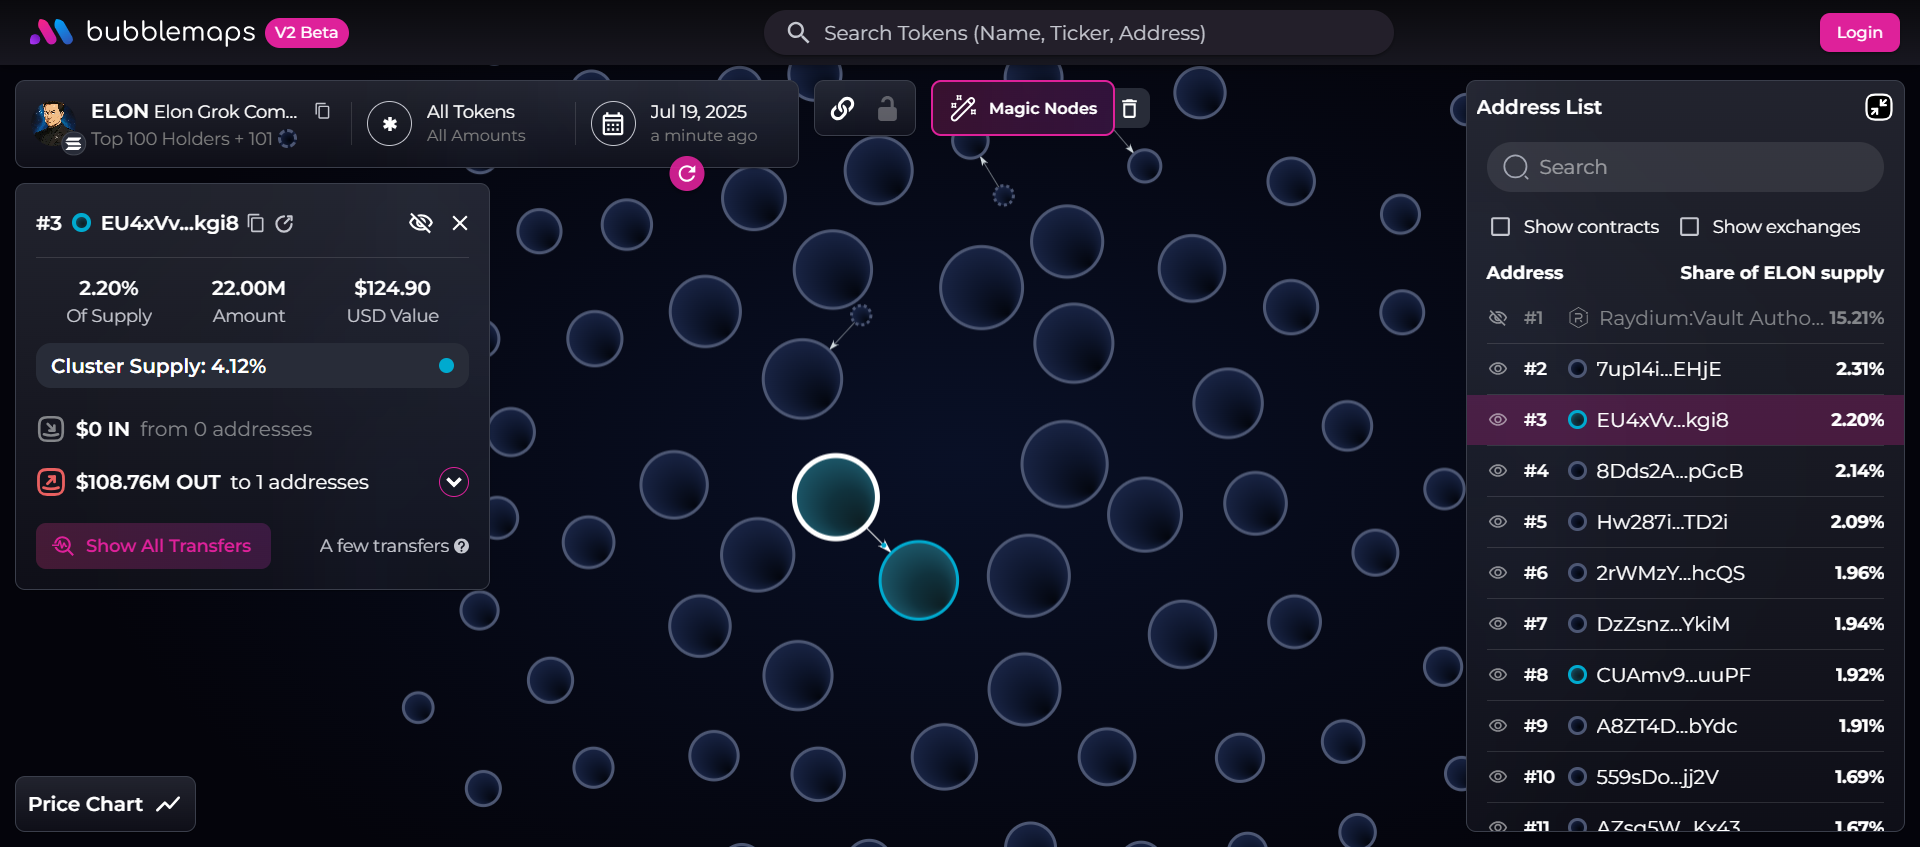 bubblemaps V2 Beta
Search Tokens (Name, Ticker, Address)
Login
ELON Elon Grok Com...
Top 100 Holders + 101
All Tokens
All Amounts
Jul 19, 2025
a minute ago
Magic Nodes
#3 EU4xVv...kgi8
2.20% 22.00M $124.90
Of Supply Amount USD Value
Cluster Supply: 4.12%
$0 IN from 0 addresses
$108.76M OUT to 1 addresses
Show All Transfers A few transfers
Price Chart
Address List
Search
Show contracts Show exchanges
Address Share of ELON supply
#1 Raydium:Vault Autho... 15.21%
#2 7up14i...EHjE 2.31%
#3 EU4xVv...kgi8 2.20%
#4 8Dds2A...pGcB 2.14%
#5 Hw287i...TD2i 2.09%
#6 2rWMzY...hcQS 1.96%
#7 DzZsnz...YkiM 1.94%
#8 CUAmv9...uuPF 1.92%
#9 A8ZT4D...bYdc 1.91%
#10 559sDo...jj2V 1.69%
#11 AZsg5W...Kx43 1.67%